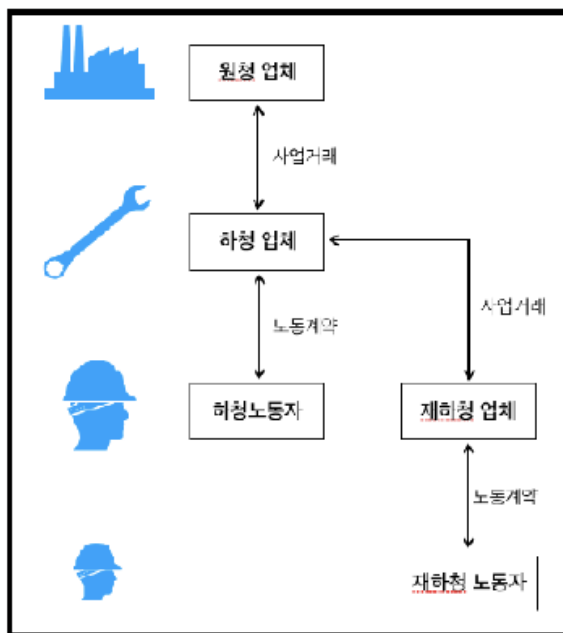 원청 업체
사업거래
하청 업체
사업거래
노동계약
하청노동자
재하청 업체
노동계약
재하청 노동자